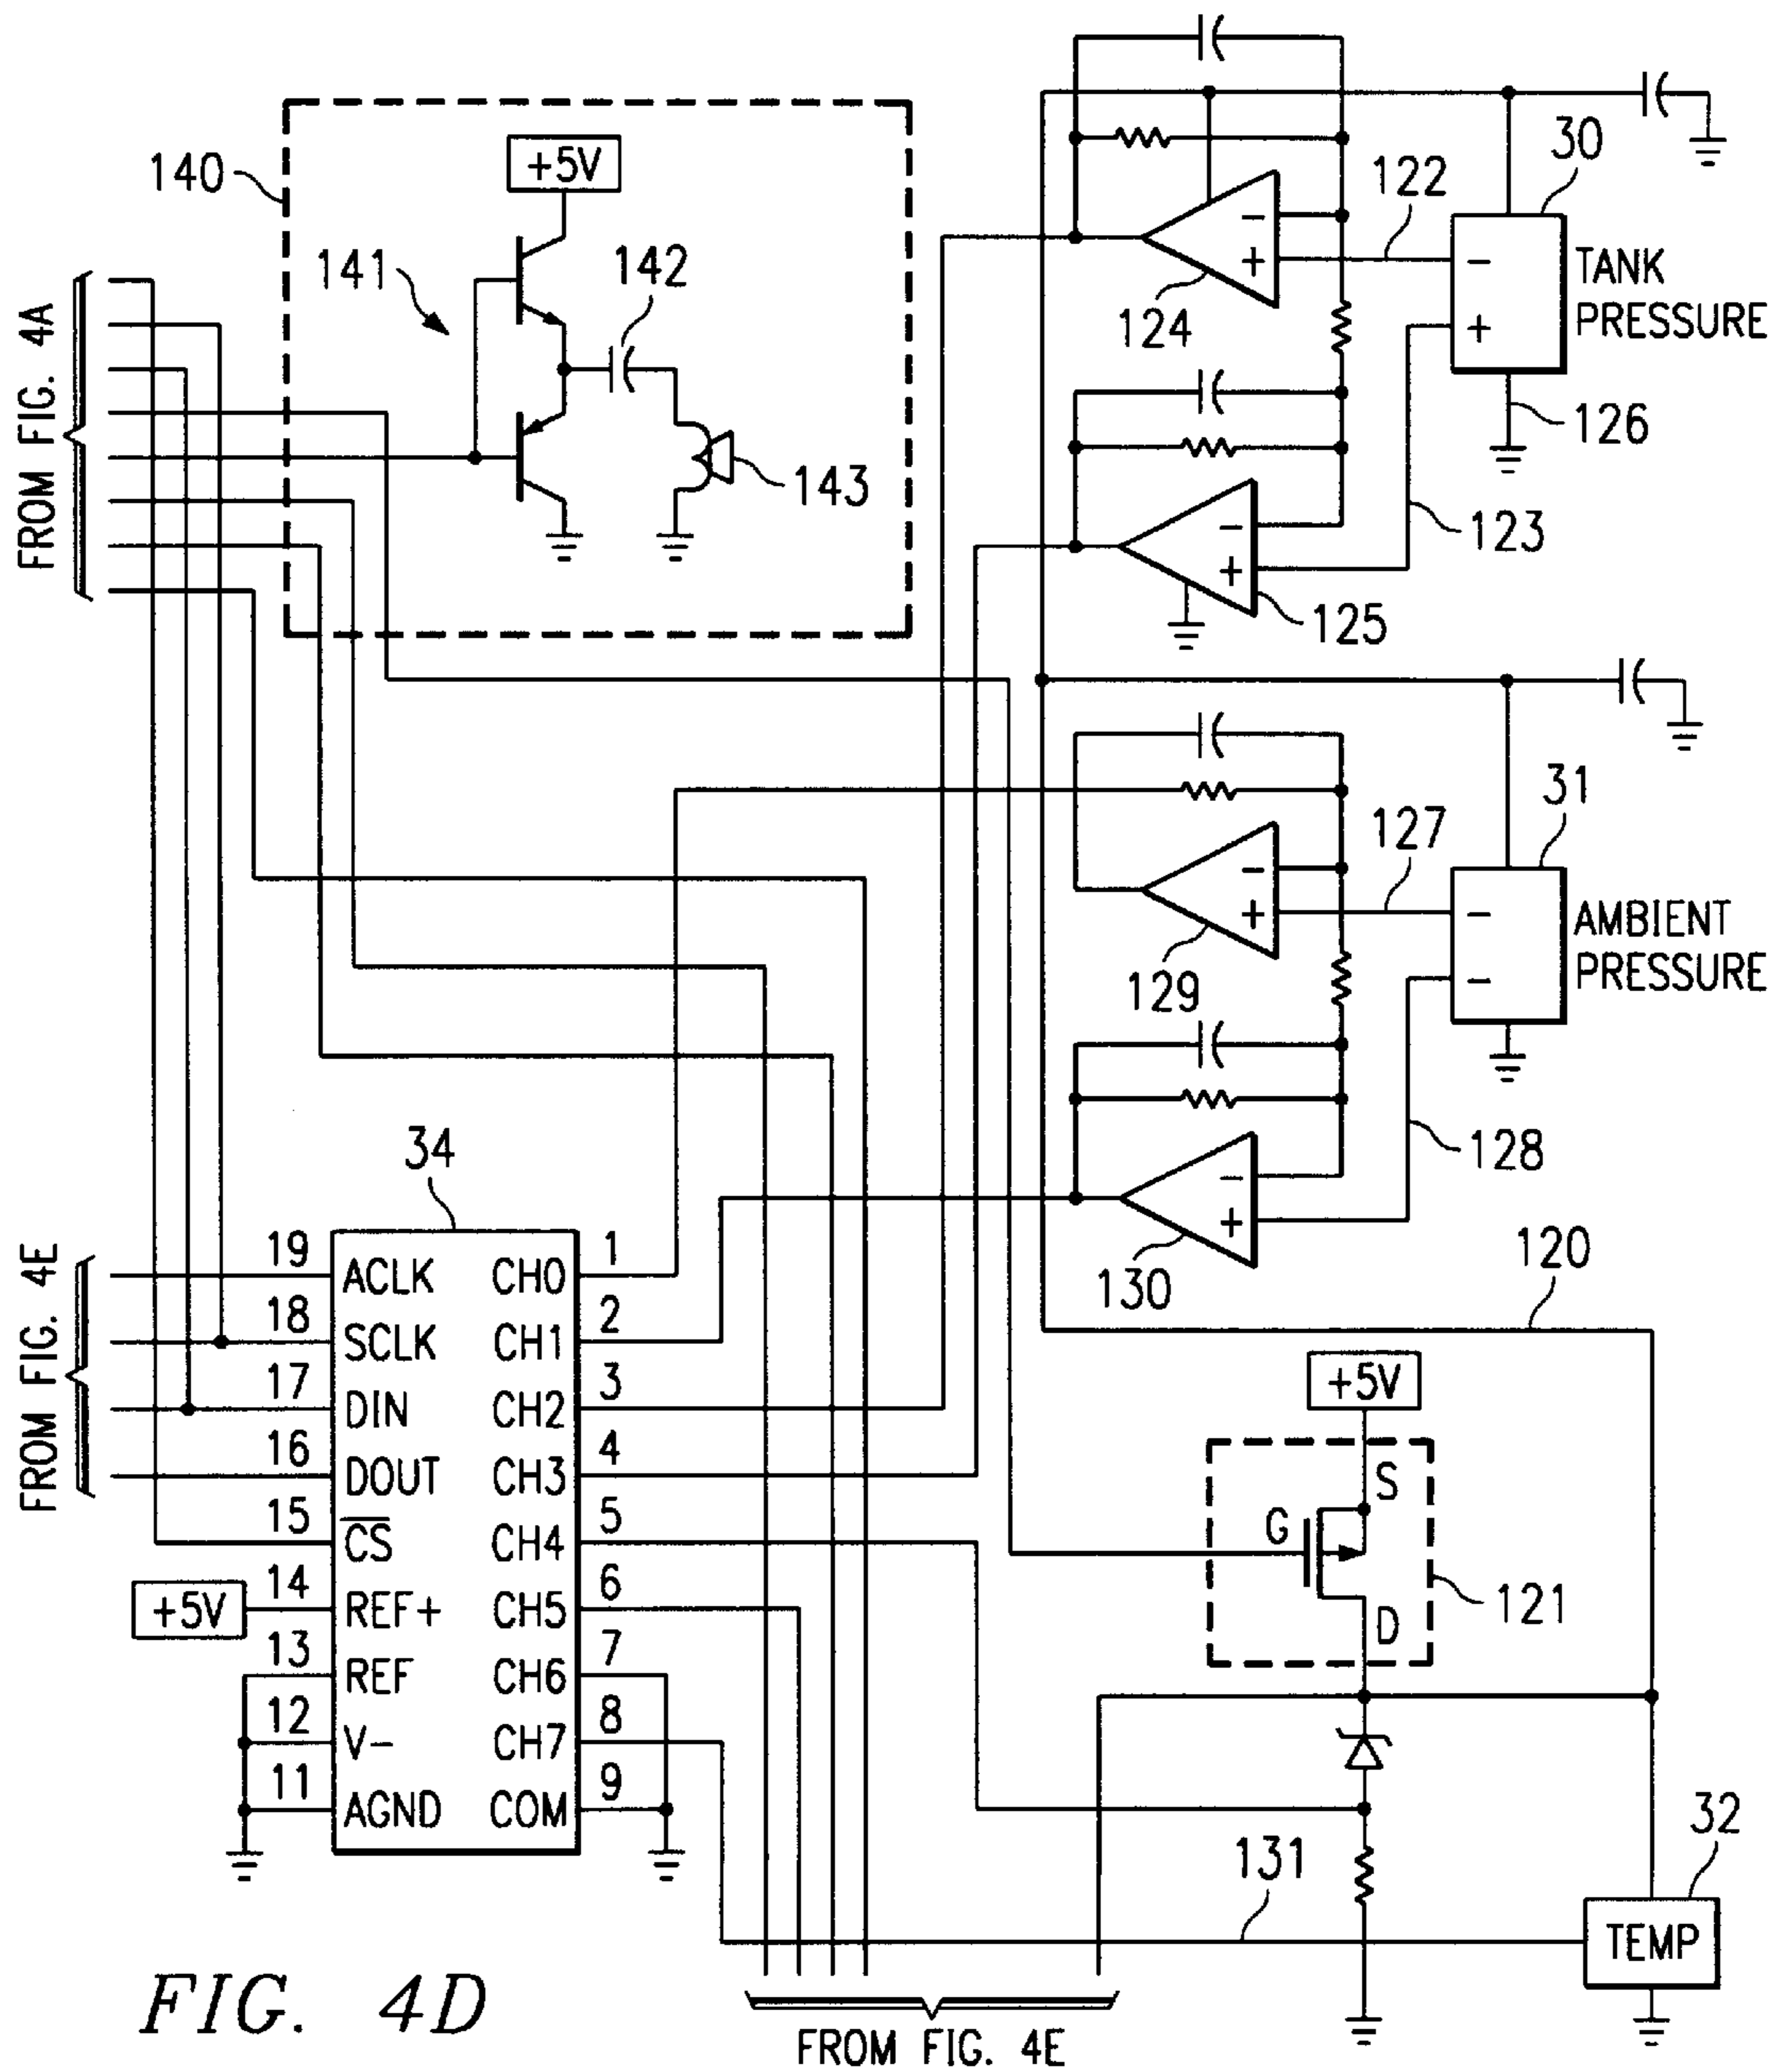 30
+5V
140
122
TANK
PRESSURE
-
+
-
+
141
142
124
FROM FIG. 4A
126
143
123
-
+
125
31
127
-
+
-
-
AMBIENT
PRESSURE
129
128
-
+
34
130
120
FROM FIG. 4E
19 ACLK CH0 1
18 SCLK CH1 2
17 DIN CH2 3
16 DOUT CH3 4
15 C̅S̅ CH4 5
14 REF+ CH5 6
13 REF CH6 7
12 V- CH7 8
11 AGND COM 9
+5V
+5V
S
G
D
121
131
32
TEMP
FIG. 4D
FROM FIG. 4E